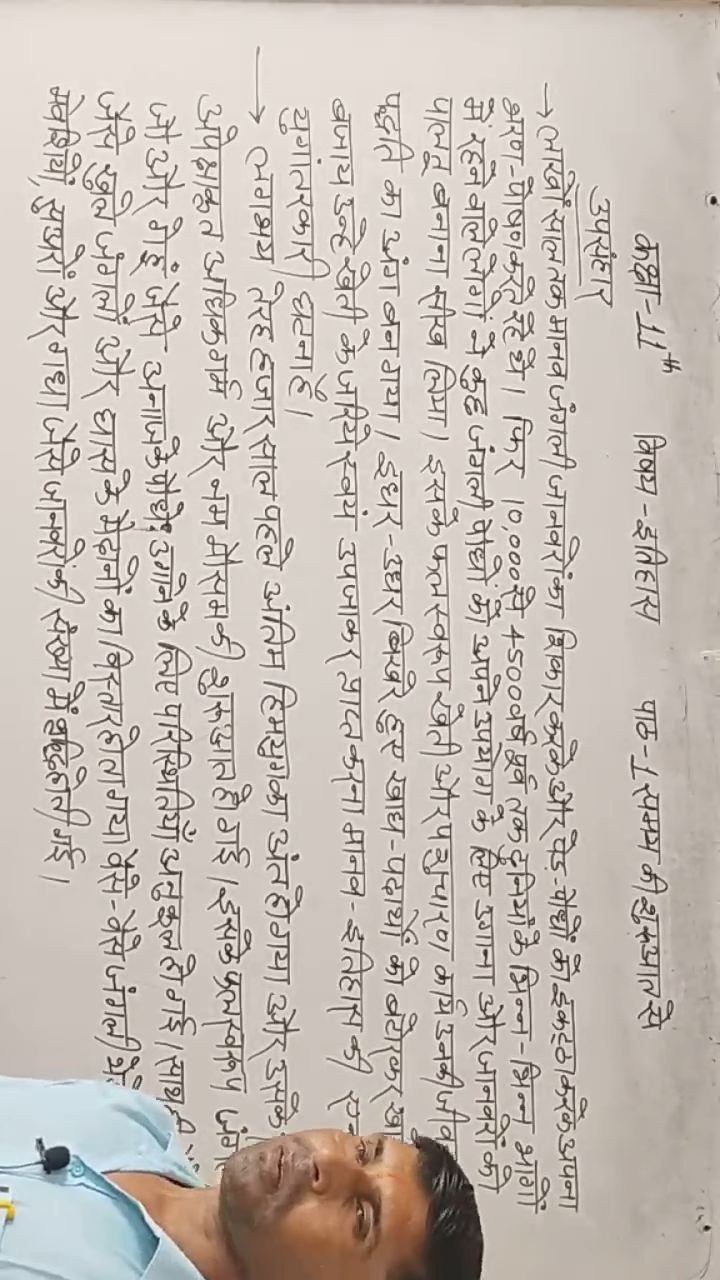 कक्षा-11th विषय-इतिहास पाठ-1 समय की शुरूआत से
उपसंहार
→ लाखों साल तक मानव जंगली जानवरों का शिकार करके और पेड़-पौधों को इकट्ठा करके अपना
भरण-पोषण करते रहे थे। फिर 10,000 से 4500 वर्ष पूर्व तक दुनियाँ के भिन्न-भिन्न भागों
में रहने वाले लोगों ने कुछ जंगली पौधों को अपने उपयोग के लिए उगाना और जानवरों को
पालतू बनाना सीख लिया। इसके फलस्वरूप खेती और पशुचारण कार्य उनकी जीवन
पद्धति का अंग बन गया। इधर-उधर बिखरे हुए खाद्य-पदार्थों को बटोरकर
बजाय उन्हे खेती के जरिये स्वयं उपजाकर प्राप्त करना मानव-इतिहास की
युगांतरकारी घटना है।
→ लगभग तेरह हजार साल पहले अंतिम हिमयुग का अंत हो गया और उसके
अपेक्षाकृत अधिक गर्म और नम मौसम की शुरूआत हो गई। इसके फलस्वरूप
जौ और गेहूं जैसे अनाज के पौधे उगाने के लिए परिस्थितियाँ अनुकूल हो गई। साथ ही
जैसे खुले जंगलों और घास के मैदानों का विस्तार होता गया वैसे-वैसे जंगली
मवेशियों, सुअरों और गधा जैसे जानवरों की संख्या में वृद्धि होती गई।